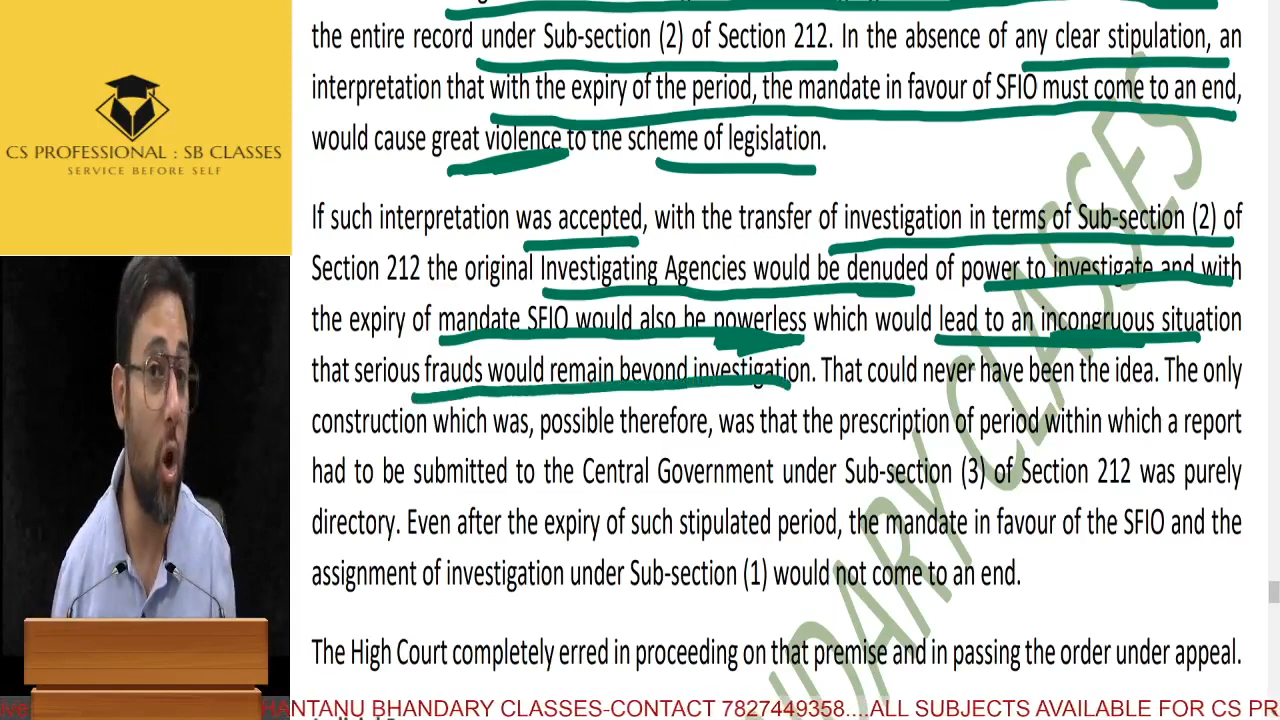 the entire record under Sub-section (2) of Section 212. In the absence of any clear stipulation, an
interpretation that with the expiry of the period, the mandate in favour of SFIO must come to an end,
would cause great violence to the scheme of legislation.
If such interpretation was accepted, with the transfer of investigation in terms of Sub-section (2) of
Section 212 the original Investigating Agencies would be denuded of power to investigate and with
the expiry of mandate SFIO would also be powerless which would lead to an incongruous situation
that serious frauds would remain beyond investigation. That could never have been the idea. The only
construction which was, possible therefore, was that the prescription of period within which a report
had to be submitted to the Central Government under Sub-section (3) of Section 212 was purely
directory. Even after the expiry of such stipulated period, the mandate in favour of the SFIO and the
assignment of investigation under Sub-section (1) would not come to an end.
The High Court completely erred in proceeding on that premise and in passing the order under appeal.
CS PROFESSIONAL : SB CLASSES
SERVICE BEFORE SELF
NDARY CLASSES
HANTANU BHANDARY CLASSES-CONTACT 7827449358....ALL SUBJECTS AVAILABLE FOR CS PR